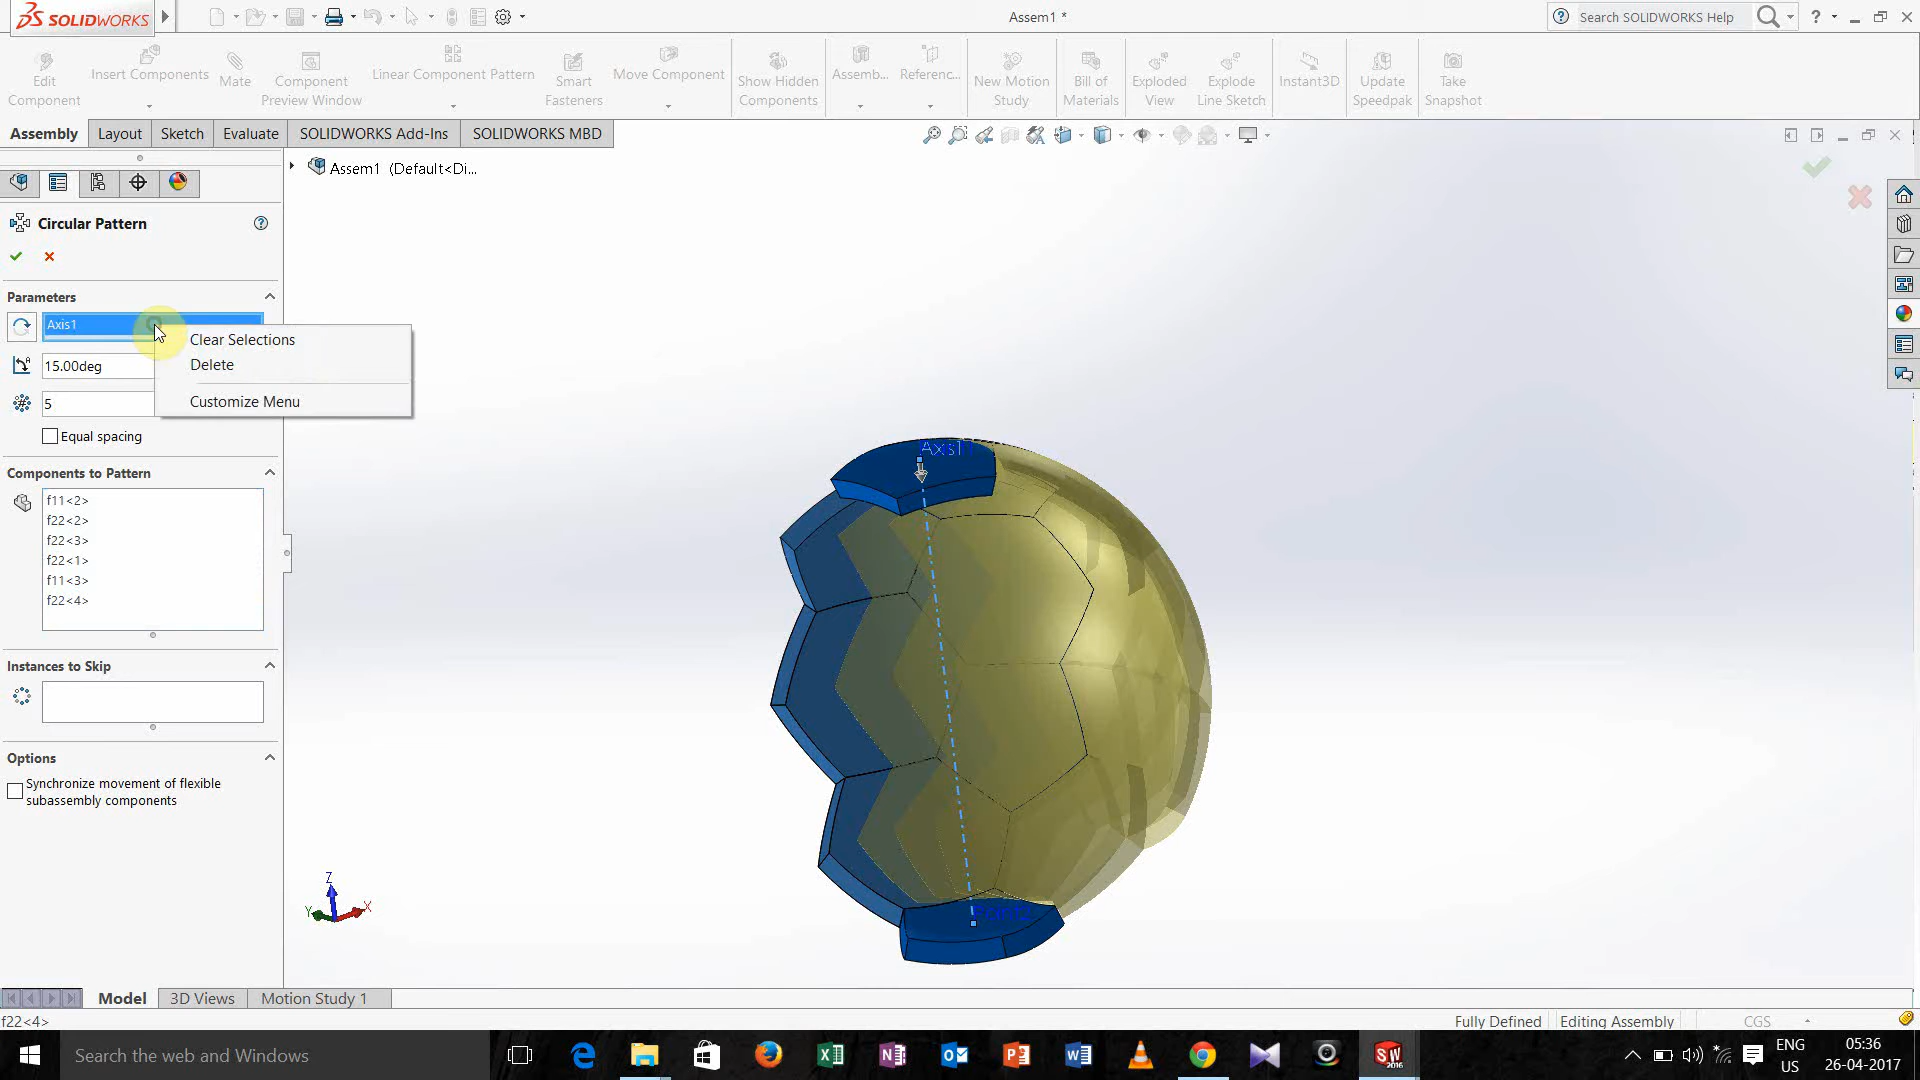 SOLIDWORKS
Assem1 *
Search SOLIDWORKS Help
Edit Component
Insert Components
Mate
Component Preview Window
Linear Component Pattern
Smart Fasteners
Move Component
Show Hidden Components
Assemb...
Referenc...
New Motion Study
Bill of Materials
Exploded View
Explode Line Sketch
Instant3D
Update Speedpak
Take Snapshot
Assembly
Layout
Sketch
Evaluate
SOLIDWORKS Add-Ins
SOLIDWORKS MBD
Assem1 (Default<Di...
Circular Pattern
Parameters
Axis1
Clear Selections
Delete
Customize Menu
15.00deg
5
Equal spacing
Components to Pattern
f11<2>
f22<2>
f22<3>
f22<1>
f11<3>
f22<4>
Instances to Skip
Options
Synchronize movement of flexible
subassembly components
Axis1
Z
Y
X
Model
3D Views
Motion Study 1
f22<4>
Fully Defined
Editing Assembly
CGS
Search the web and Windows
SW
2016
ENG
US
05:36
26-04-2017